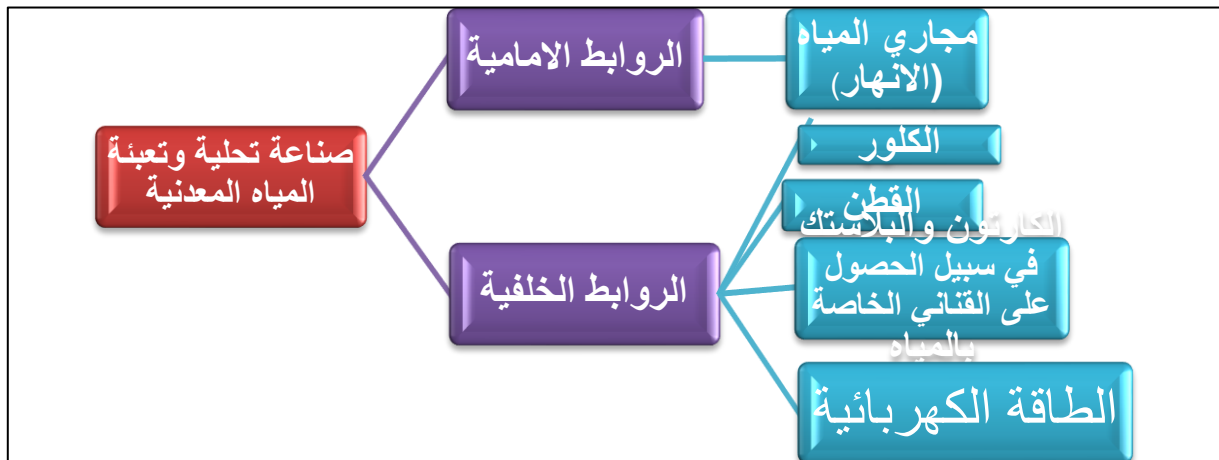 صناعة تحلية وتعبئة
المياه المعدنية
الروابط الامامية
مجاري المياه
(الانهار)
الروابط الخلفية
الكلور
القطن
الكارتون والبلاستك
في سبيل الحصول
على القناني الخاصة
بالمياه
الطاقة الكهربائية